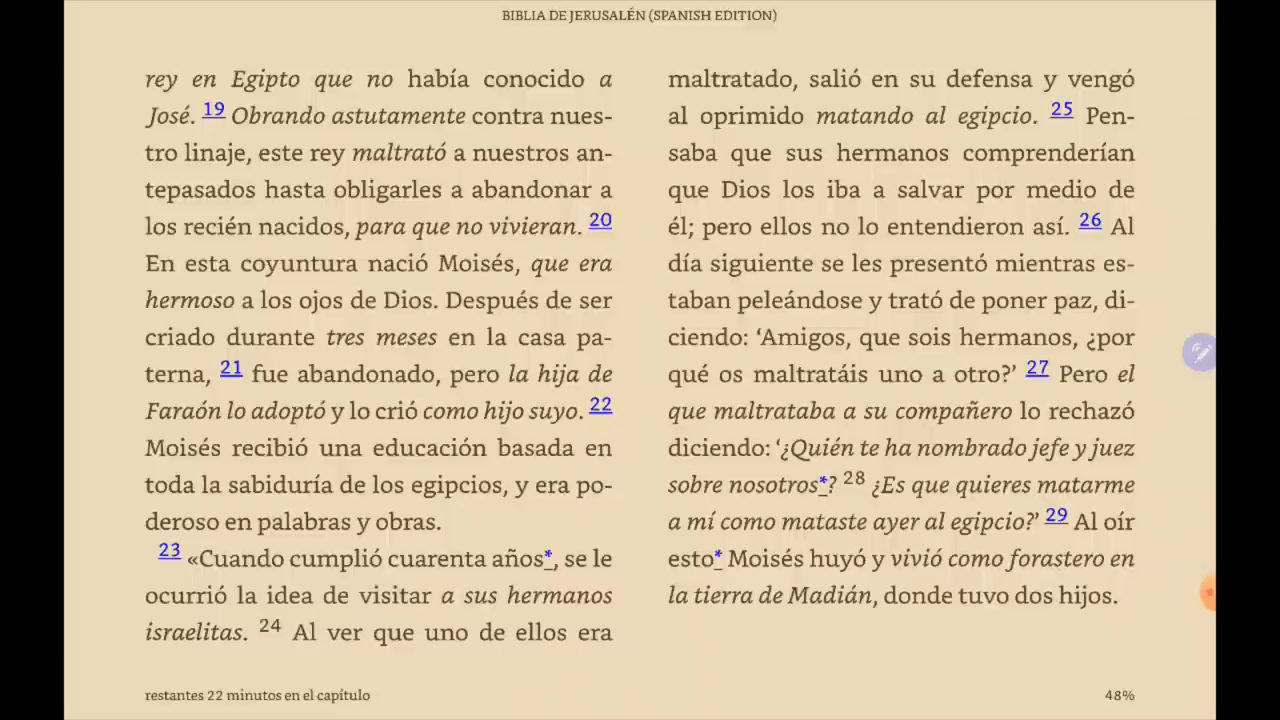 BIBLIA DE JERUSALÉN (SPANISH EDITION)
rey en Egipto que no había conocido a
José. 19 Obrando astutamente contra nues-
tro linaje, este rey maltrató a nuestros an-
tepasados hasta obligarles a abandonar a
los recién nacidos, para que no vivieran. 20
En esta coyuntura nació Moisés, que era
hermoso a los ojos de Dios. Después de ser
criado durante tres meses en la casa pa-
terna, 21 fue abandonado, pero la hija de
Faraón lo adoptó y lo crió como hijo suyo. 22
Moisés recibió una educación basada en
toda la sabiduría de los egipcios, y era po-
deroso en palabras y obras.
23 «Cuando cumplió cuarenta años*, se le
ocurrió la idea de visitar a sus hermanos
israelitas. 24 Al ver que uno de ellos era
maltratado, salió en su defensa y vengó
al oprimido matando al egipcio. 25 Pen-
saba que sus hermanos comprenderían
que Dios los iba a salvar por medio de
él; pero ellos no lo entendieron así. 26 Al
día siguiente se les presentó mientras es-
taban peleándose y trató de poner paz, di-
ciendo: ‘Amigos, que sois hermanos, ¿por
qué os maltratáis uno a otro?’ 27 Pero el
que maltrataba a su compañero lo rechazó
diciendo: ‘¿Quién te ha nombrado jefe y juez
sobre nosotros*? 28 ¿Es que quieres matarme
a mí como mataste ayer al egipcio?’ 29 Al oír
esto* Moisés huyó y vivió como forastero en
la tierra de Madián, donde tuvo dos hijos.
restantes 22 minutos en el capítulo
48%